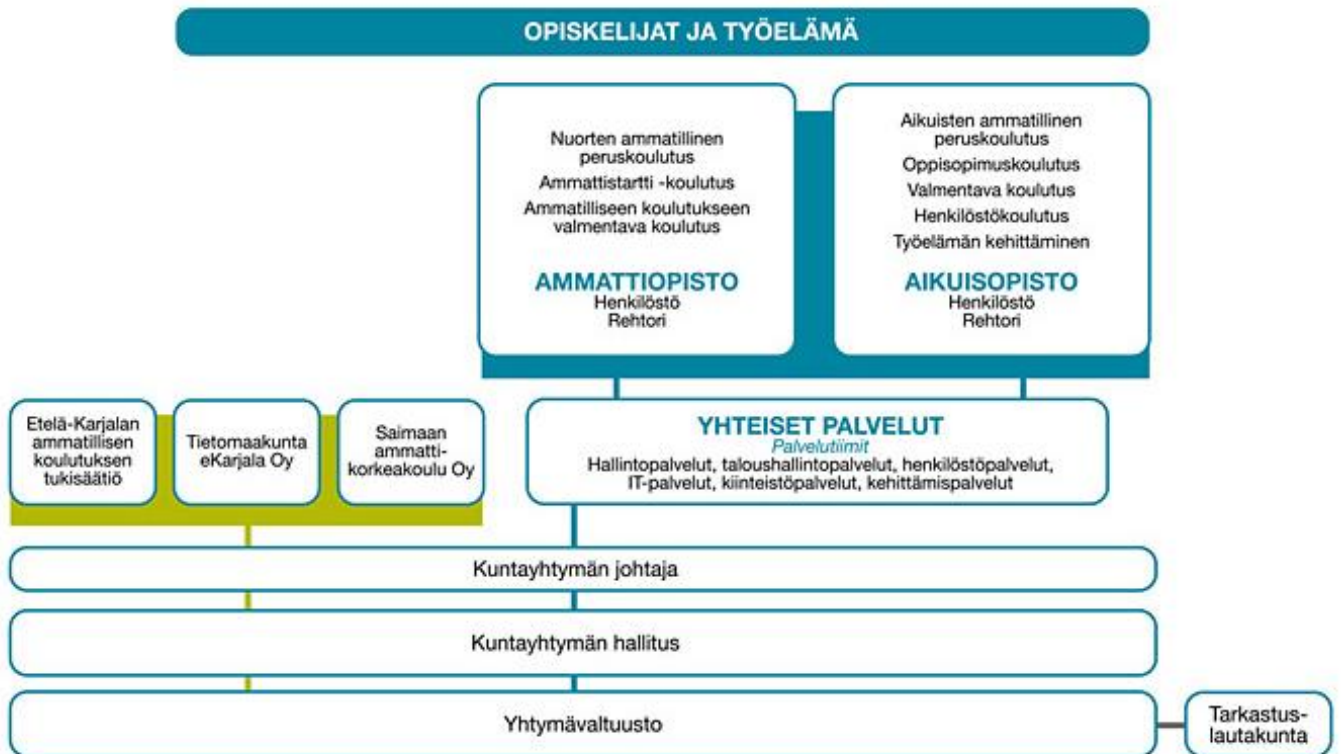 OPISKELIJAT JA TYÖELÄMÄ
Nuorten ammatillinen
peruskoulutus
Ammattistartti -koulutus
Ammatilliseen koulutukseen
valmentava koulutus
AMMATTIOPISTO
Henkilöstö
Rehtori
Aikuisten ammatillinen
peruskoulutus
Oppisopimuskoulutus
Valmentava koulutus
Henkilöstökoulutus
Työelämän kehittäminen
AIKUISOPISTO
Henkilöstö
Rehtori
Etelä-Karjalan
ammatillisen
koulutuksen
tukisäätiö
Tietomaakunta
eKarjala Oy
Saimaan
ammatti-
korkeakoulu Oy
YHTEISET PALVELUT
Palvelutiimit
Hallintopalvelut, taloushallintopalvelut, henkilöstöpalvelut,
IT-palvelut, kiinteistöpalvelut, kehittämispalvelut
Kuntayhtymän johtaja
Kuntayhtymän hallitus
Yhtymävaltuusto
Tarkastus-
lautakunta